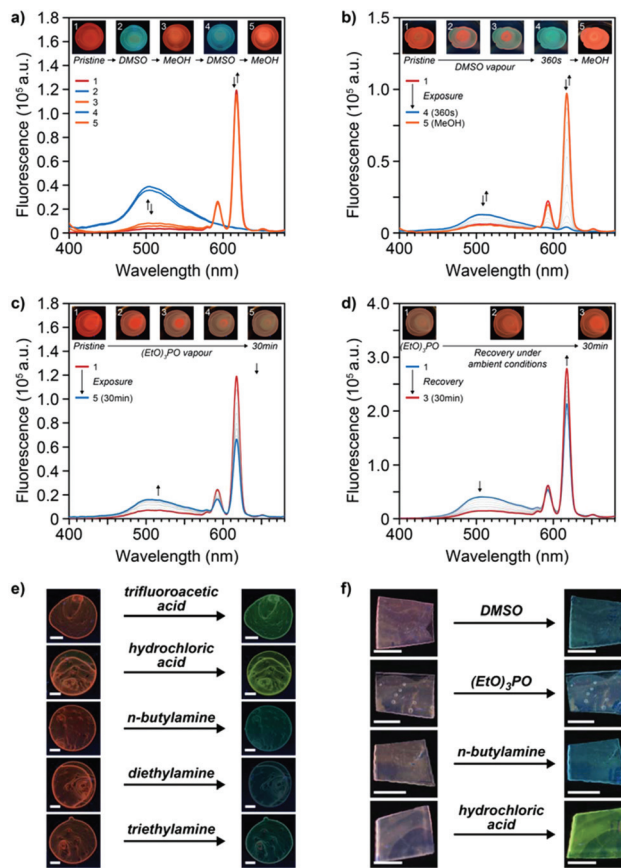 a)
1 2 3 4 5
Pristine → DMSO → MeOH → DMSO → MeOH
1
2
3
4
5
Fluorescence (10⁵ a.u.)
1.8
1.6
1.4
1.2
1.0
0.8
0.6
0.4
0.2
0
400 500 600
Wavelength (nm)
b)
1 2 3 4 5
Pristine 360s → MeOH
DMSO vapour
1
Exposure
4 (360s)
5 (MeOH)
Fluorescence (10⁵ a.u.)
1.5
1.0
0.5
0
400 500 600
Wavelength (nm)
c)
1 2 3 4 5
Pristine 30min
(EtO)₃PO vapour
1
Exposure
5 (30min)
Fluorescence (10⁵ a.u.)
1.8
1.6
1.4
1.2
1.0
0.8
0.6
0.4
0.2
0
400 500 600
Wavelength (nm)
d)
1 2 3
(EtO)₃PO 30min
Recovery under
ambient conditions
1
Recovery
3 (30min)
Fluorescence (10⁵ a.u.)
4.0
3.0
2.0
1.0
0
400 500 600
Wavelength (nm)
e)
trifluoroacetic
acid
hydrochloric
acid
n-butylamine
diethylamine
triethylamine
f)
DMSO
(EtO)₃PO
n-butylamine
hydrochloric
acid